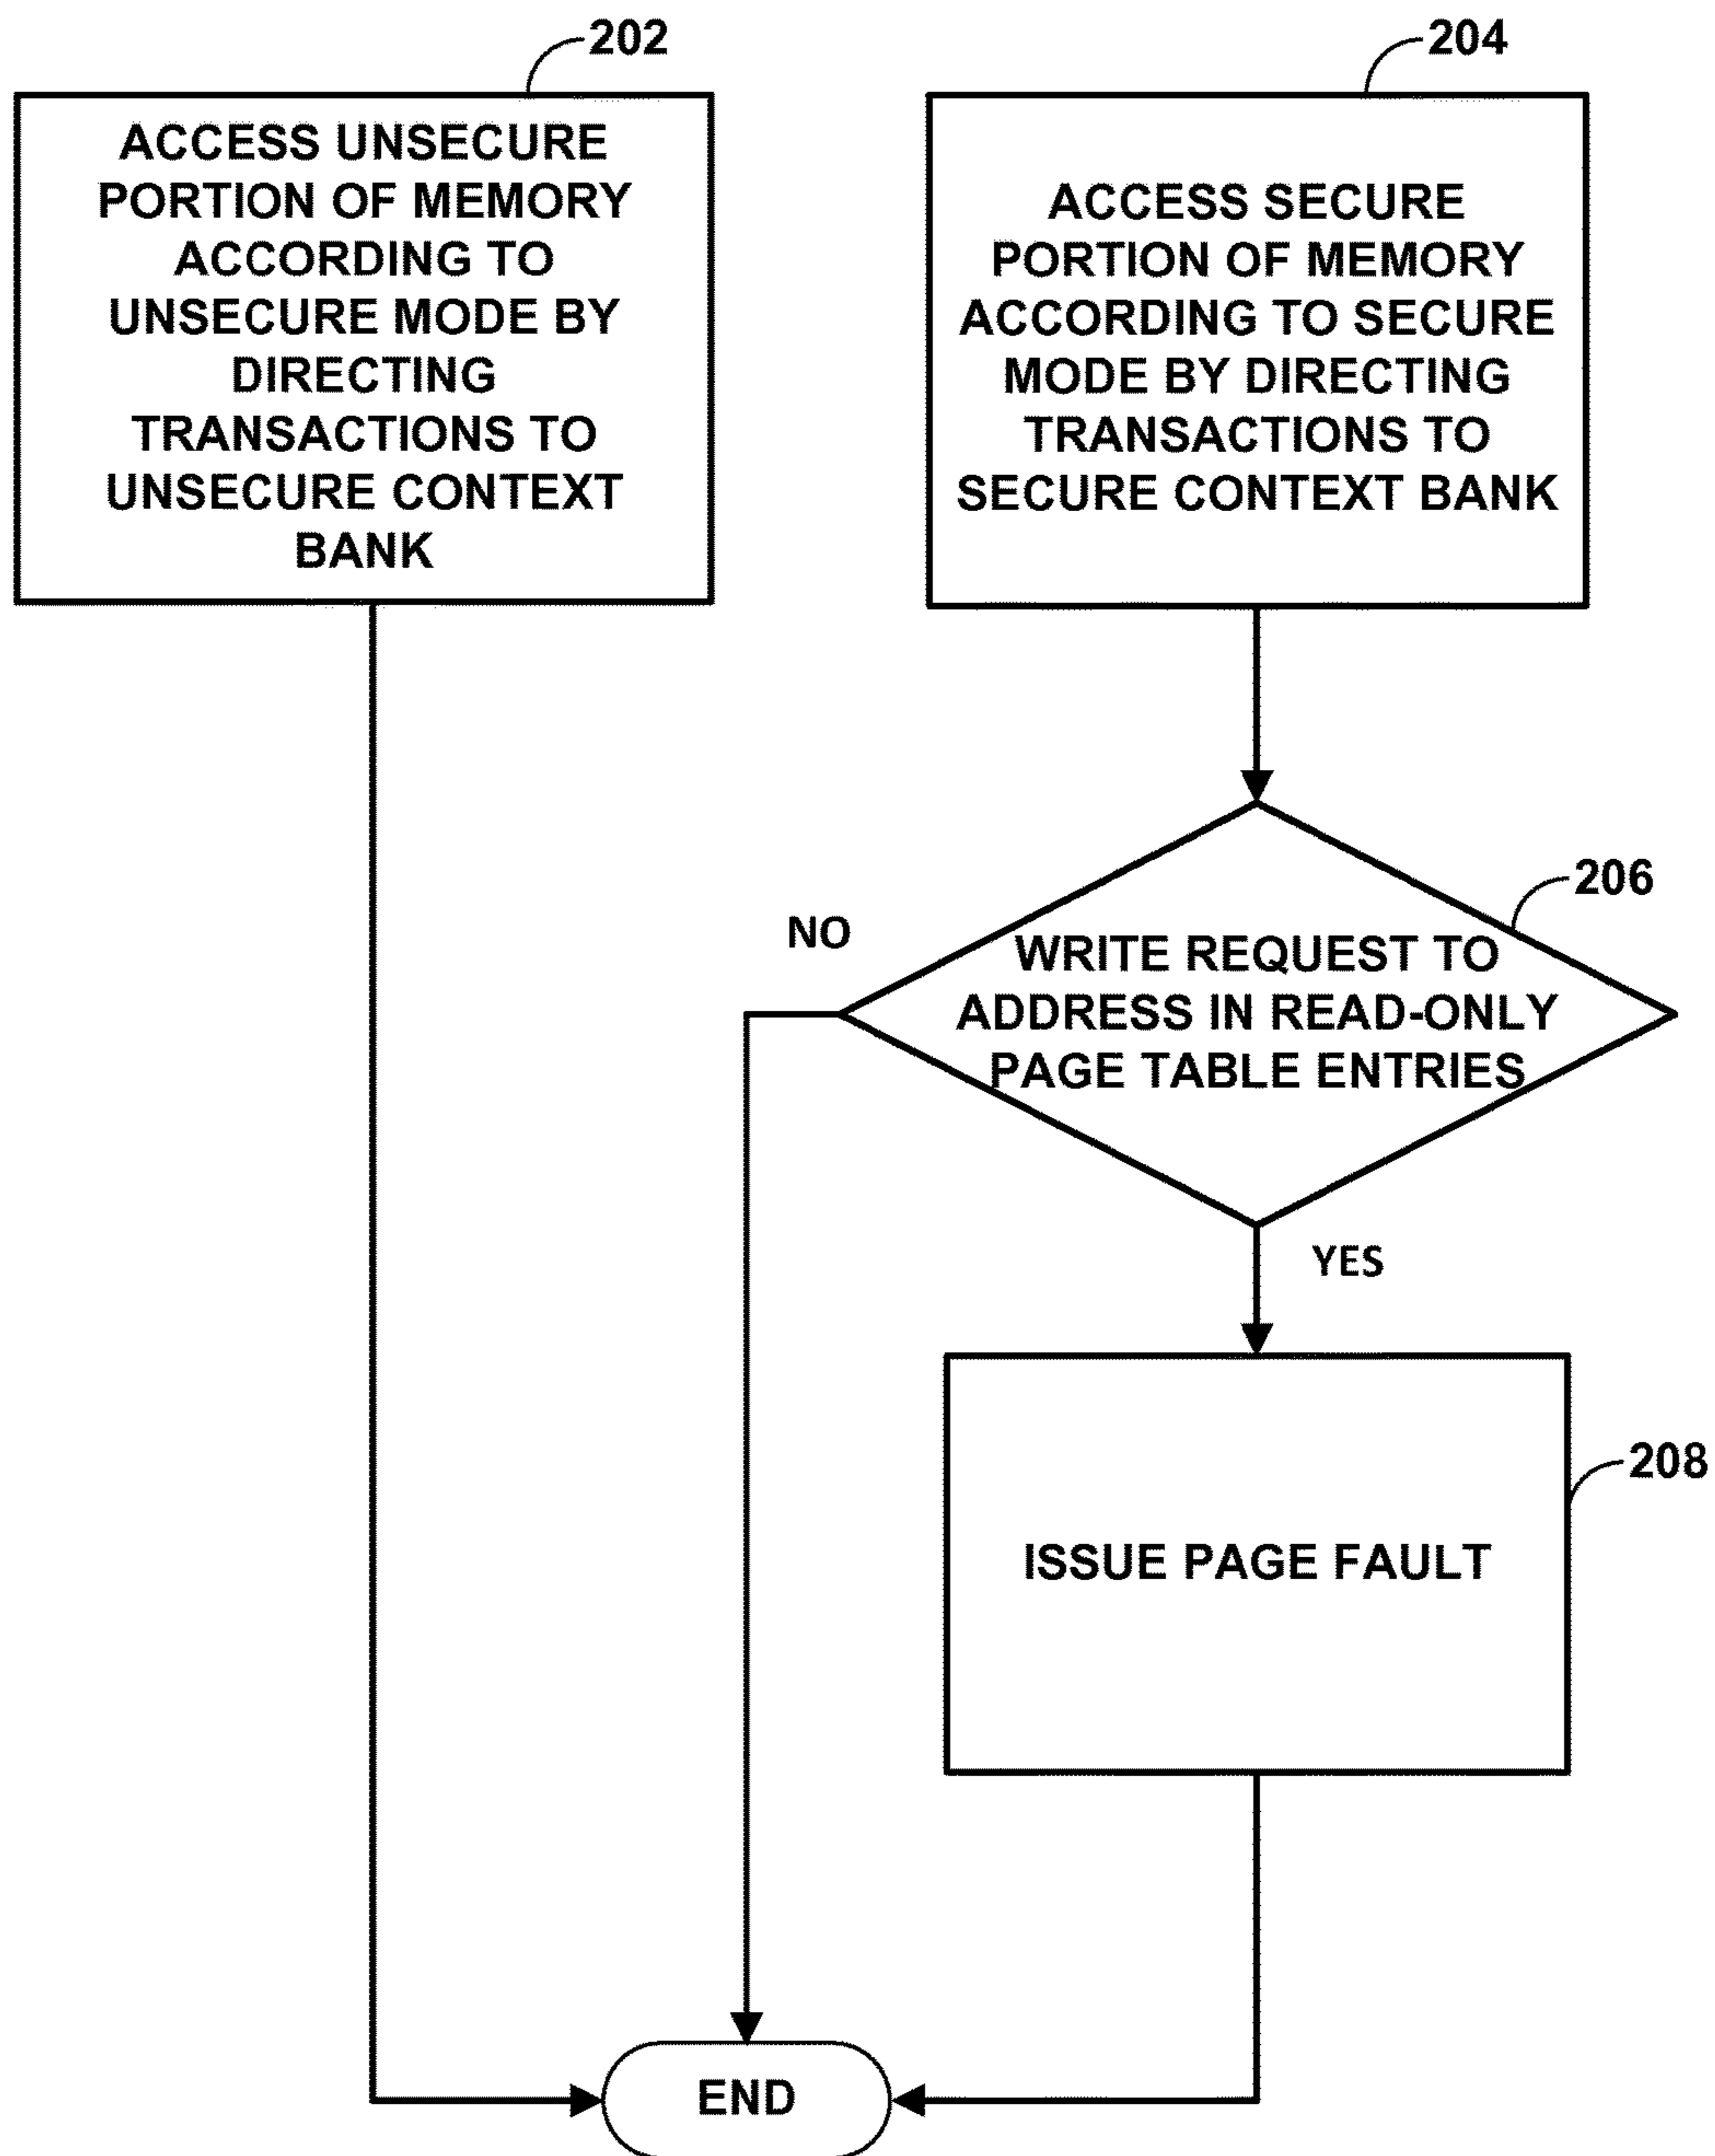 202
ACCESS UNSECURE
PORTION OF MEMORY
ACCORDING TO
UNSECURE MODE BY
DIRECTING
TRANSACTIONS TO
UNSECURE CONTEXT
BANK
204
ACCESS SECURE
PORTION OF MEMORY
ACCORDING TO SECURE
MODE BY DIRECTING
TRANSACTIONS TO
SECURE CONTEXT BANK
206
NO
WRITE REQUEST TO
ADDRESS IN READ-ONLY
PAGE TABLE ENTRIES
YES
208
ISSUE PAGE FAULT
END